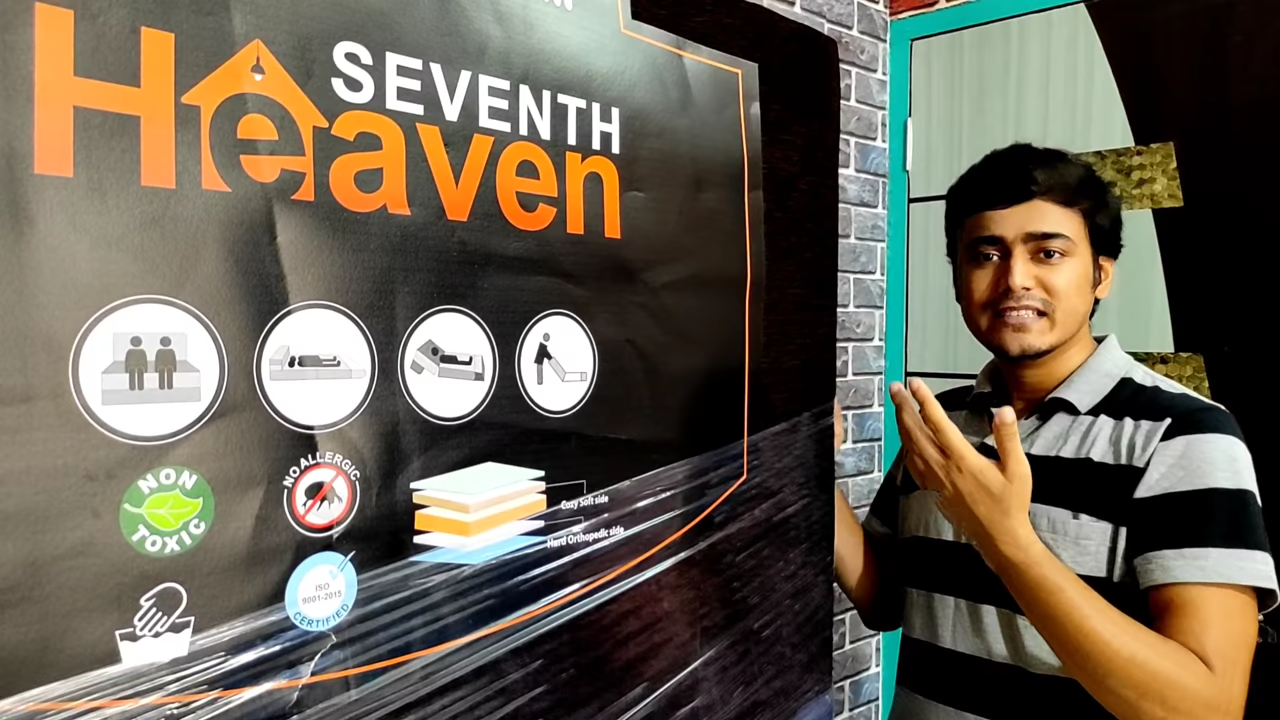 SEVENTH
Heaven
NON
TOXIC
NO ALLERGIC
Cozy Soft side
Hard Orthopedic side
ISO
9001-2015
CERTIFIED